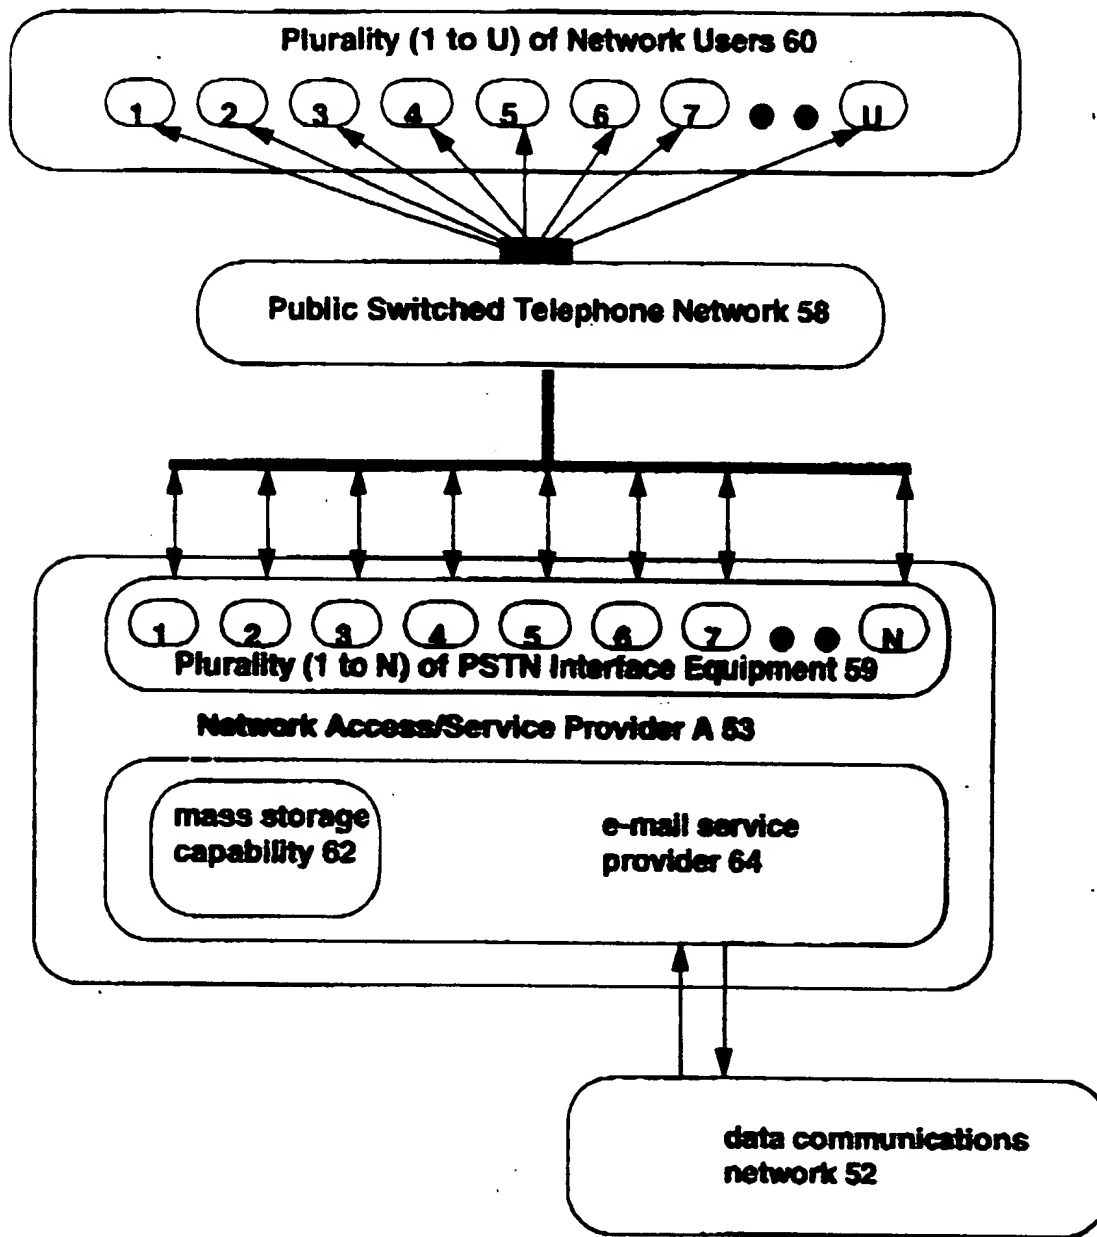 Plurality (1 to U) of Network Users 60
1 2 3 4 5 6 7 U
Public Switched Telephone Network 58
1 2 3 4 5 6 7 N
Plurality (1 to N) of PSTN Interface Equipment 59
Network Access/Service Provider A 53
mass storage
capability 62
e-mail service
provider 64
data communications
network 52